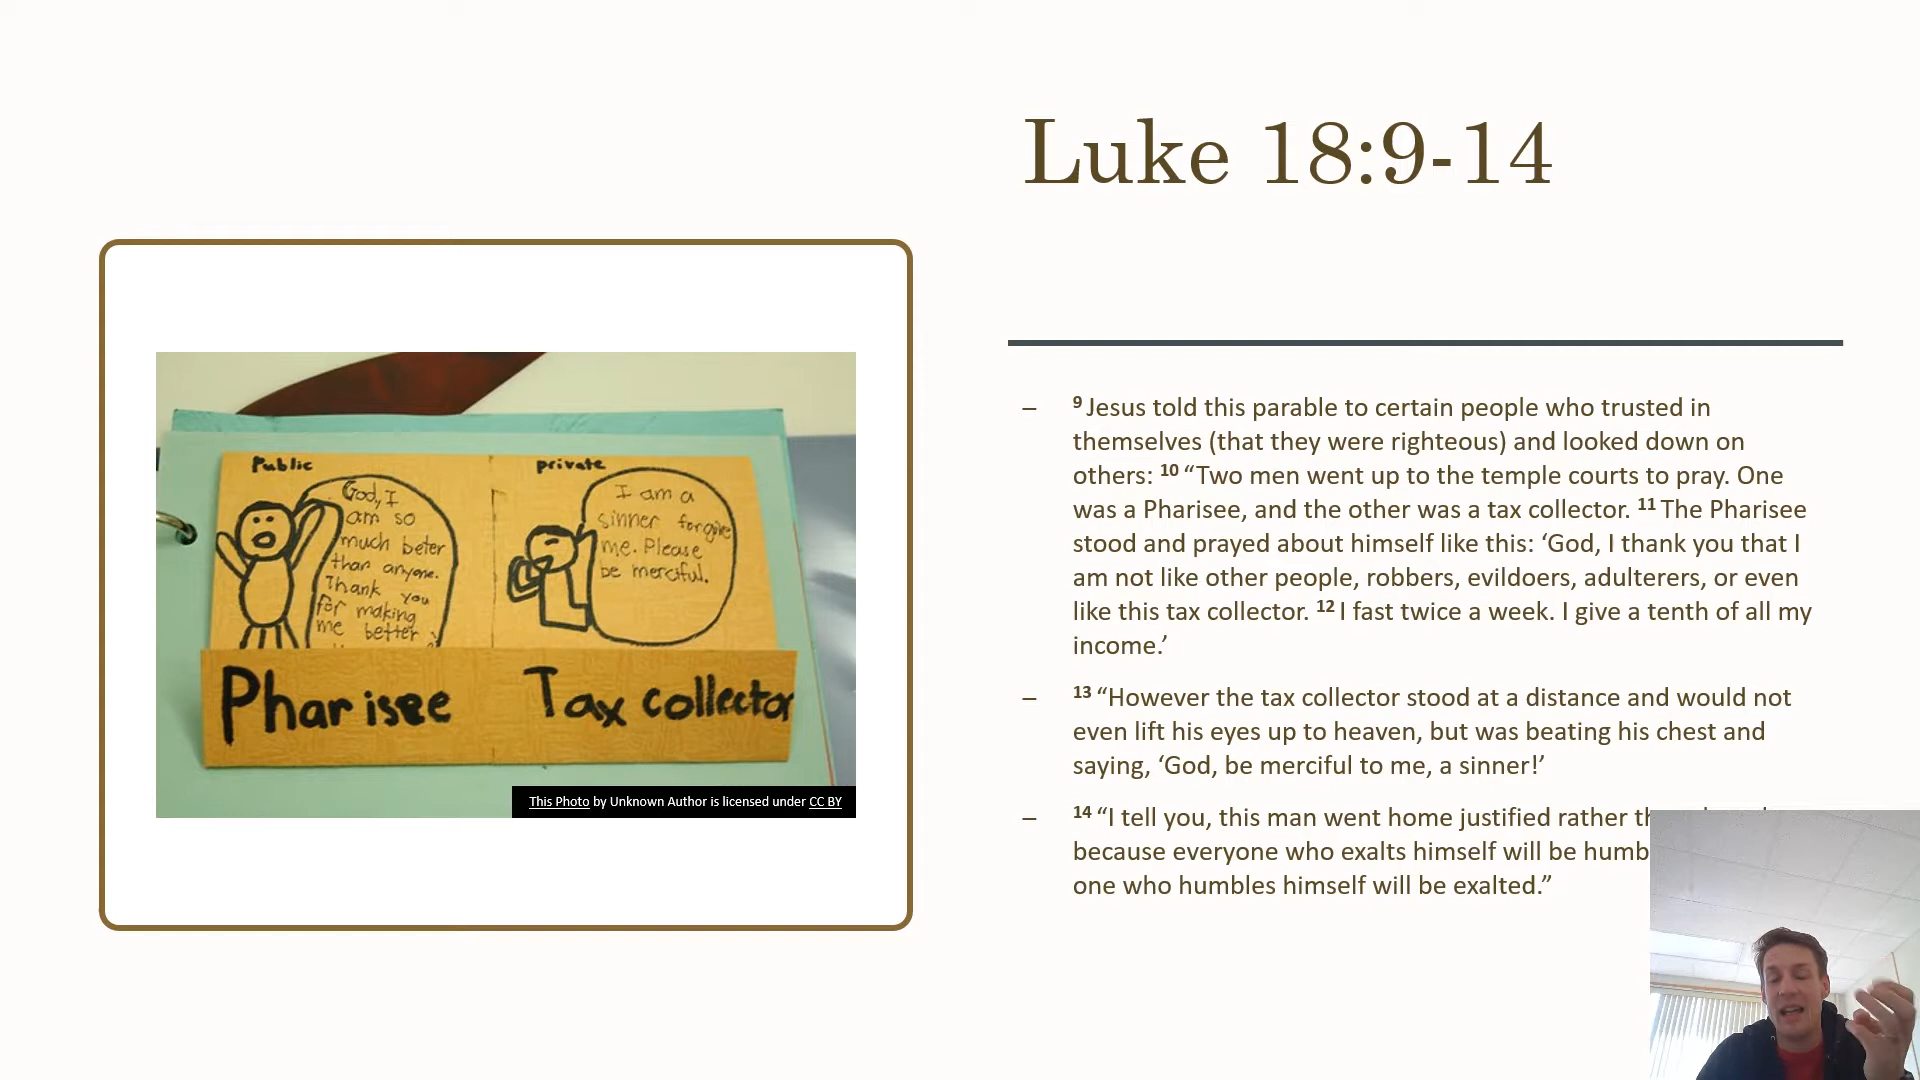 Luke 18:9-14
Public
God, I
am so
much beter
than anyone.
Thank you
for making
me better
private
I am a
sinner forgive
me. Please
be merciful.
Pharisee
Tax collector
This Photo by Unknown Author is licensed under CC BY
– 9 Jesus told this parable to certain people who trusted in
themselves (that they were righteous) and looked down on
others: 10 “Two men went up to the temple courts to pray. One
was a Pharisee, and the other was a tax collector. 11 The Pharisee
stood and prayed about himself like this: ‘God, I thank you that I
am not like other people, robbers, evildoers, adulterers, or even
like this tax collector. 12 I fast twice a week. I give a tenth of all my
income.’
– 13 “However the tax collector stood at a distance and would not
even lift his eyes up to heaven, but was beating his chest and
saying, ‘God, be merciful to me, a sinner!’
– 14 “I tell you, this man went home justified rather
because everyone who exalts himself will be
one who humbles himself will be exalted.”